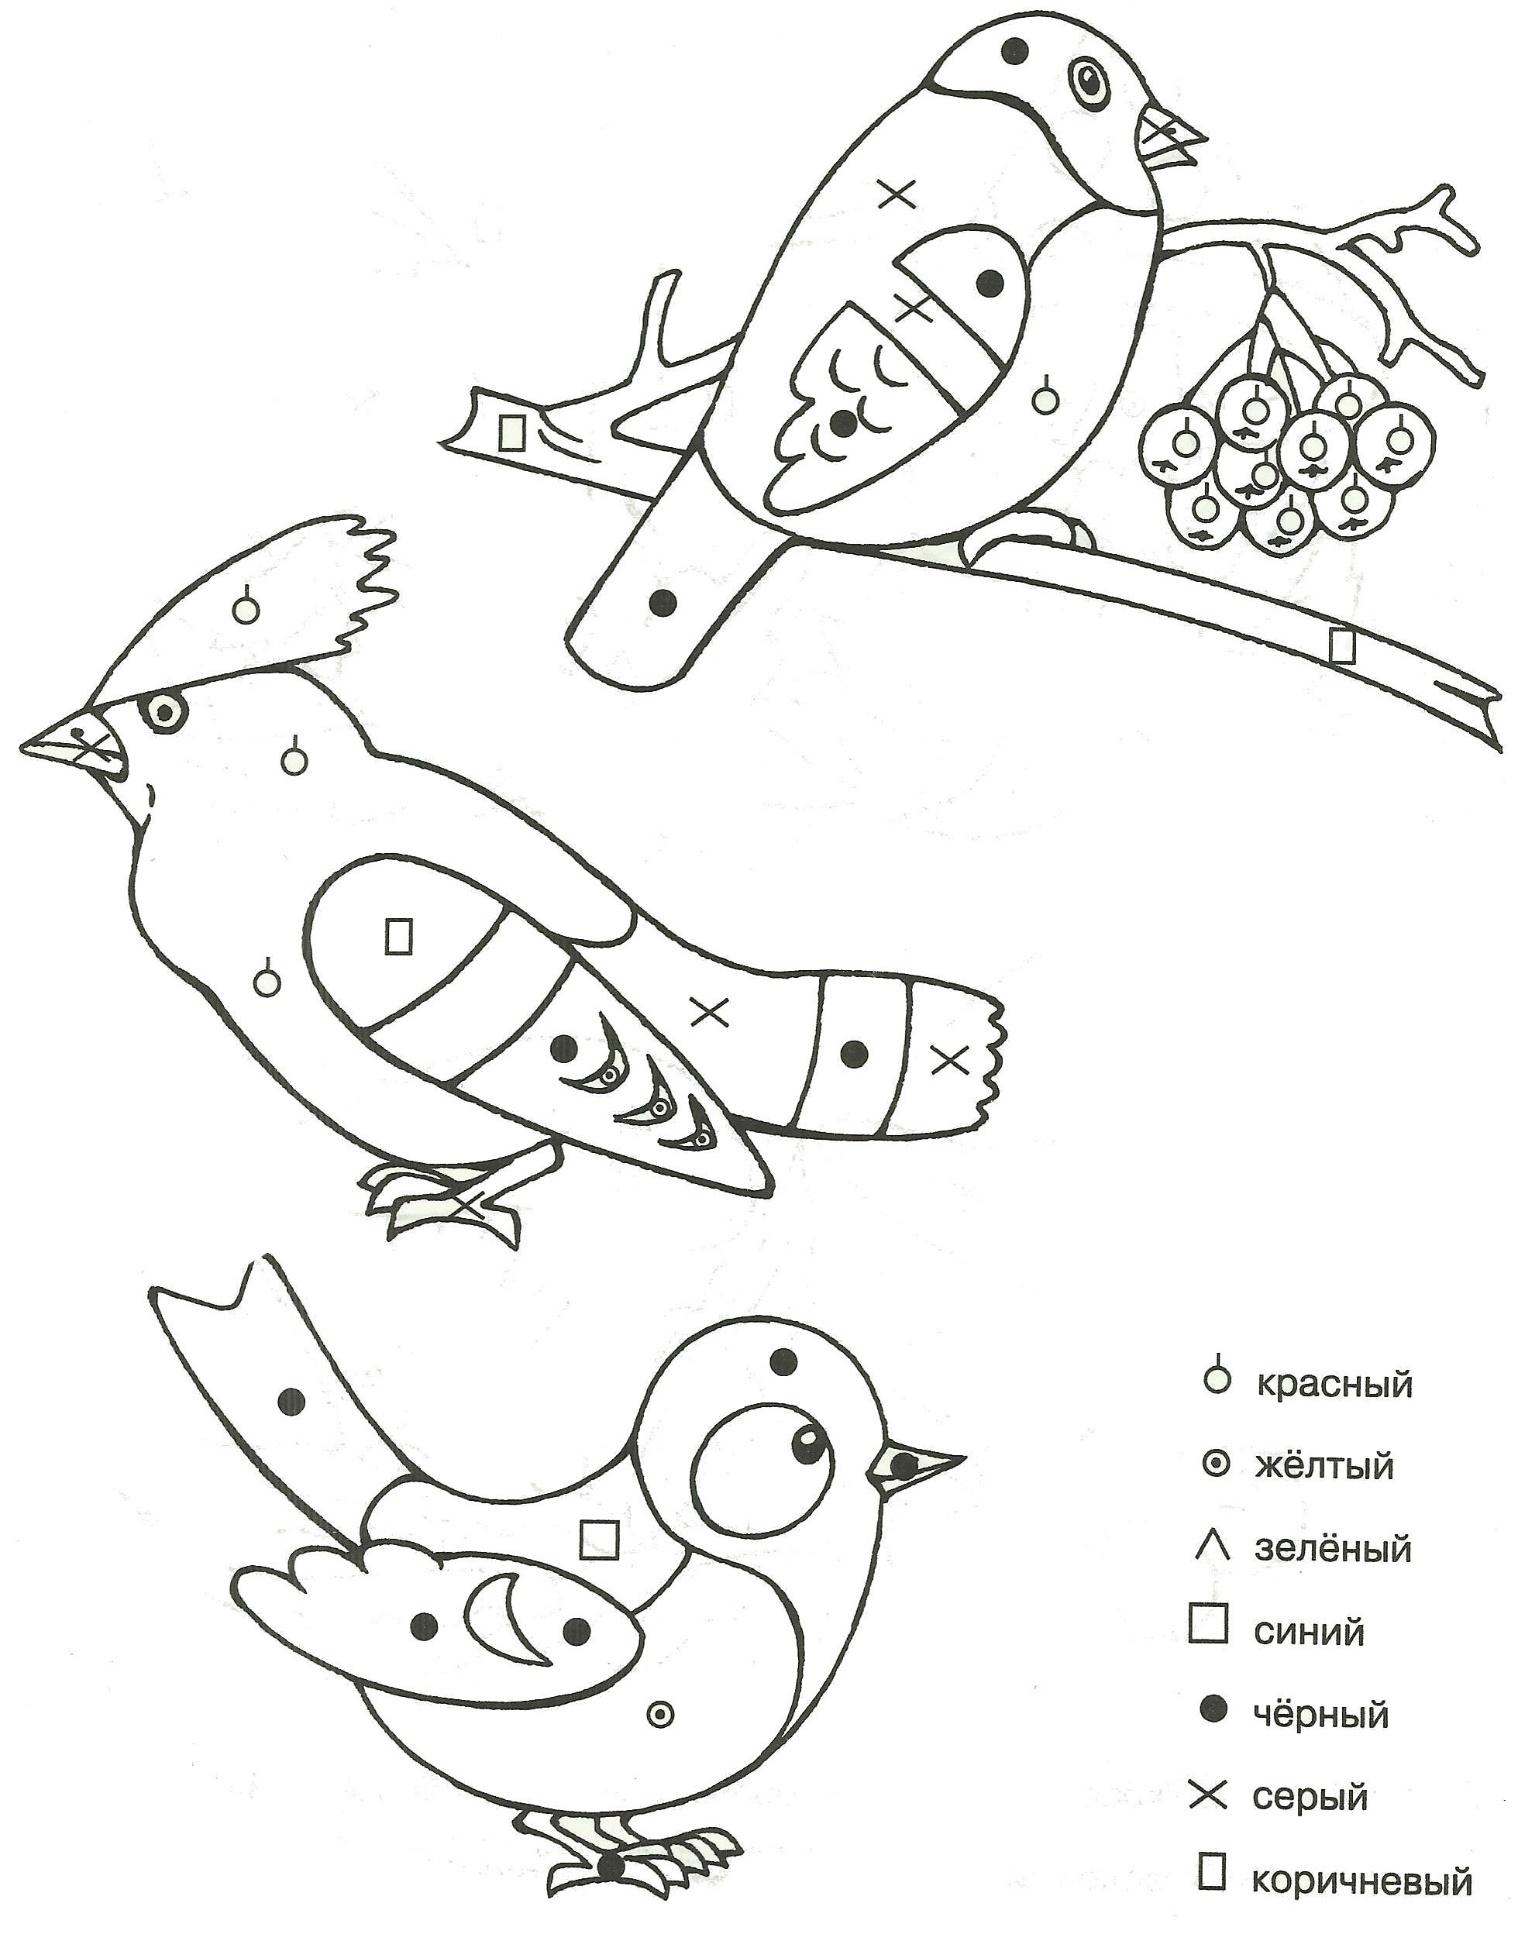 красный
жёлтый
зелёный
синий
чёрный
серый
коричневый